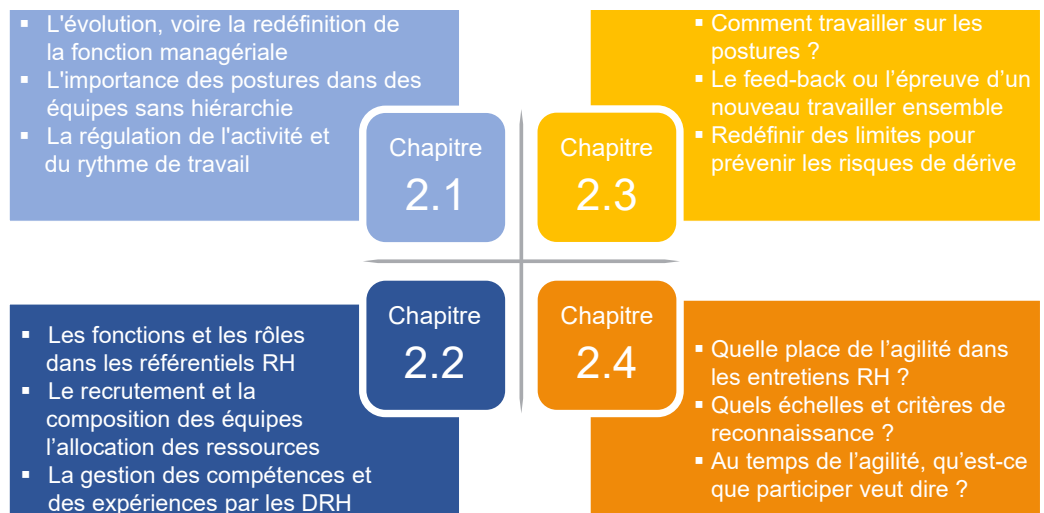 ▪ L'évolution, voire la redéfinition de
la fonction managériale
▪ L'importance des postures dans des
équipes sans hiérarchie
▪ La régulation de l'activité et
du rythme de travail
Chapitre
2.1
Chapitre
2.3
▪ Comment travailler sur les
postures ?
▪ Le feed-back ou l’épreuve d’un
nouveau travailler ensemble
▪ Redéfinir des limites pour
prévenir les risques de dérive
▪ Les fonctions et les rôles
dans les référentiels RH
▪ Le recrutement et la
composition des équipes
l’allocation des ressources
▪ La gestion des compétences et
des expériences par les DRH
Chapitre
2.2
Chapitre
2.4
▪ Quelle place de l’agilité dans
les entretiens RH ?
▪ Quels échelles et critères de
reconnaissance ?
▪ Au temps de l’agilité, qu’est-ce
que participer veut dire ?